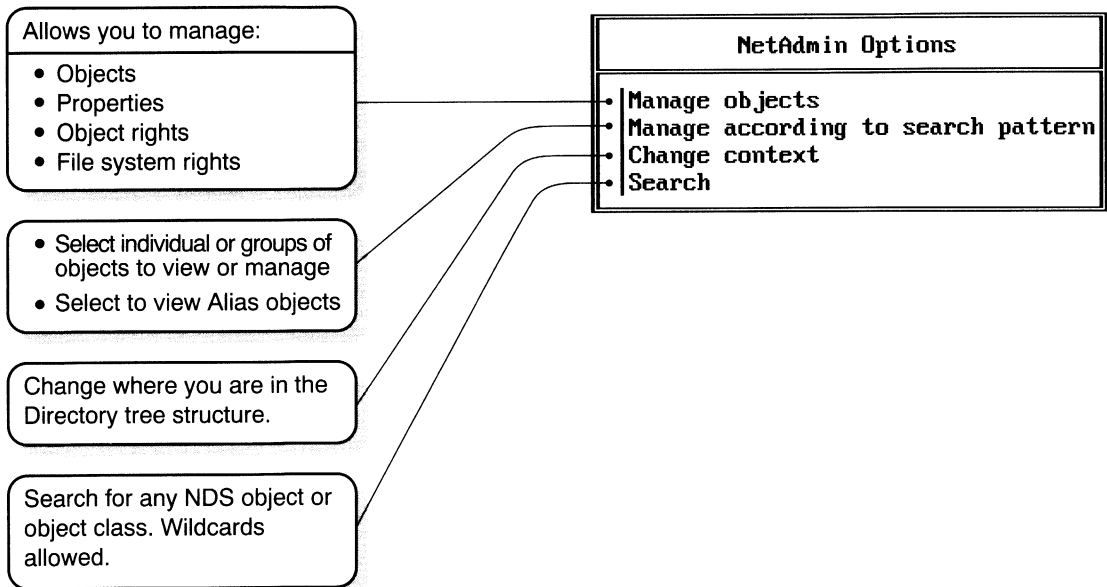 Allows you to manage:
• Objects
• Properties
• Object rights
• File system rights
• Select individual or groups of
objects to view or manage
• Select to view Alias objects
Change where you are in the
Directory tree structure.
Search for any NDS object or
object class. Wildcards
allowed.
NetAdmin Options
Manage objects
Manage according to search pattern
Change context
Search